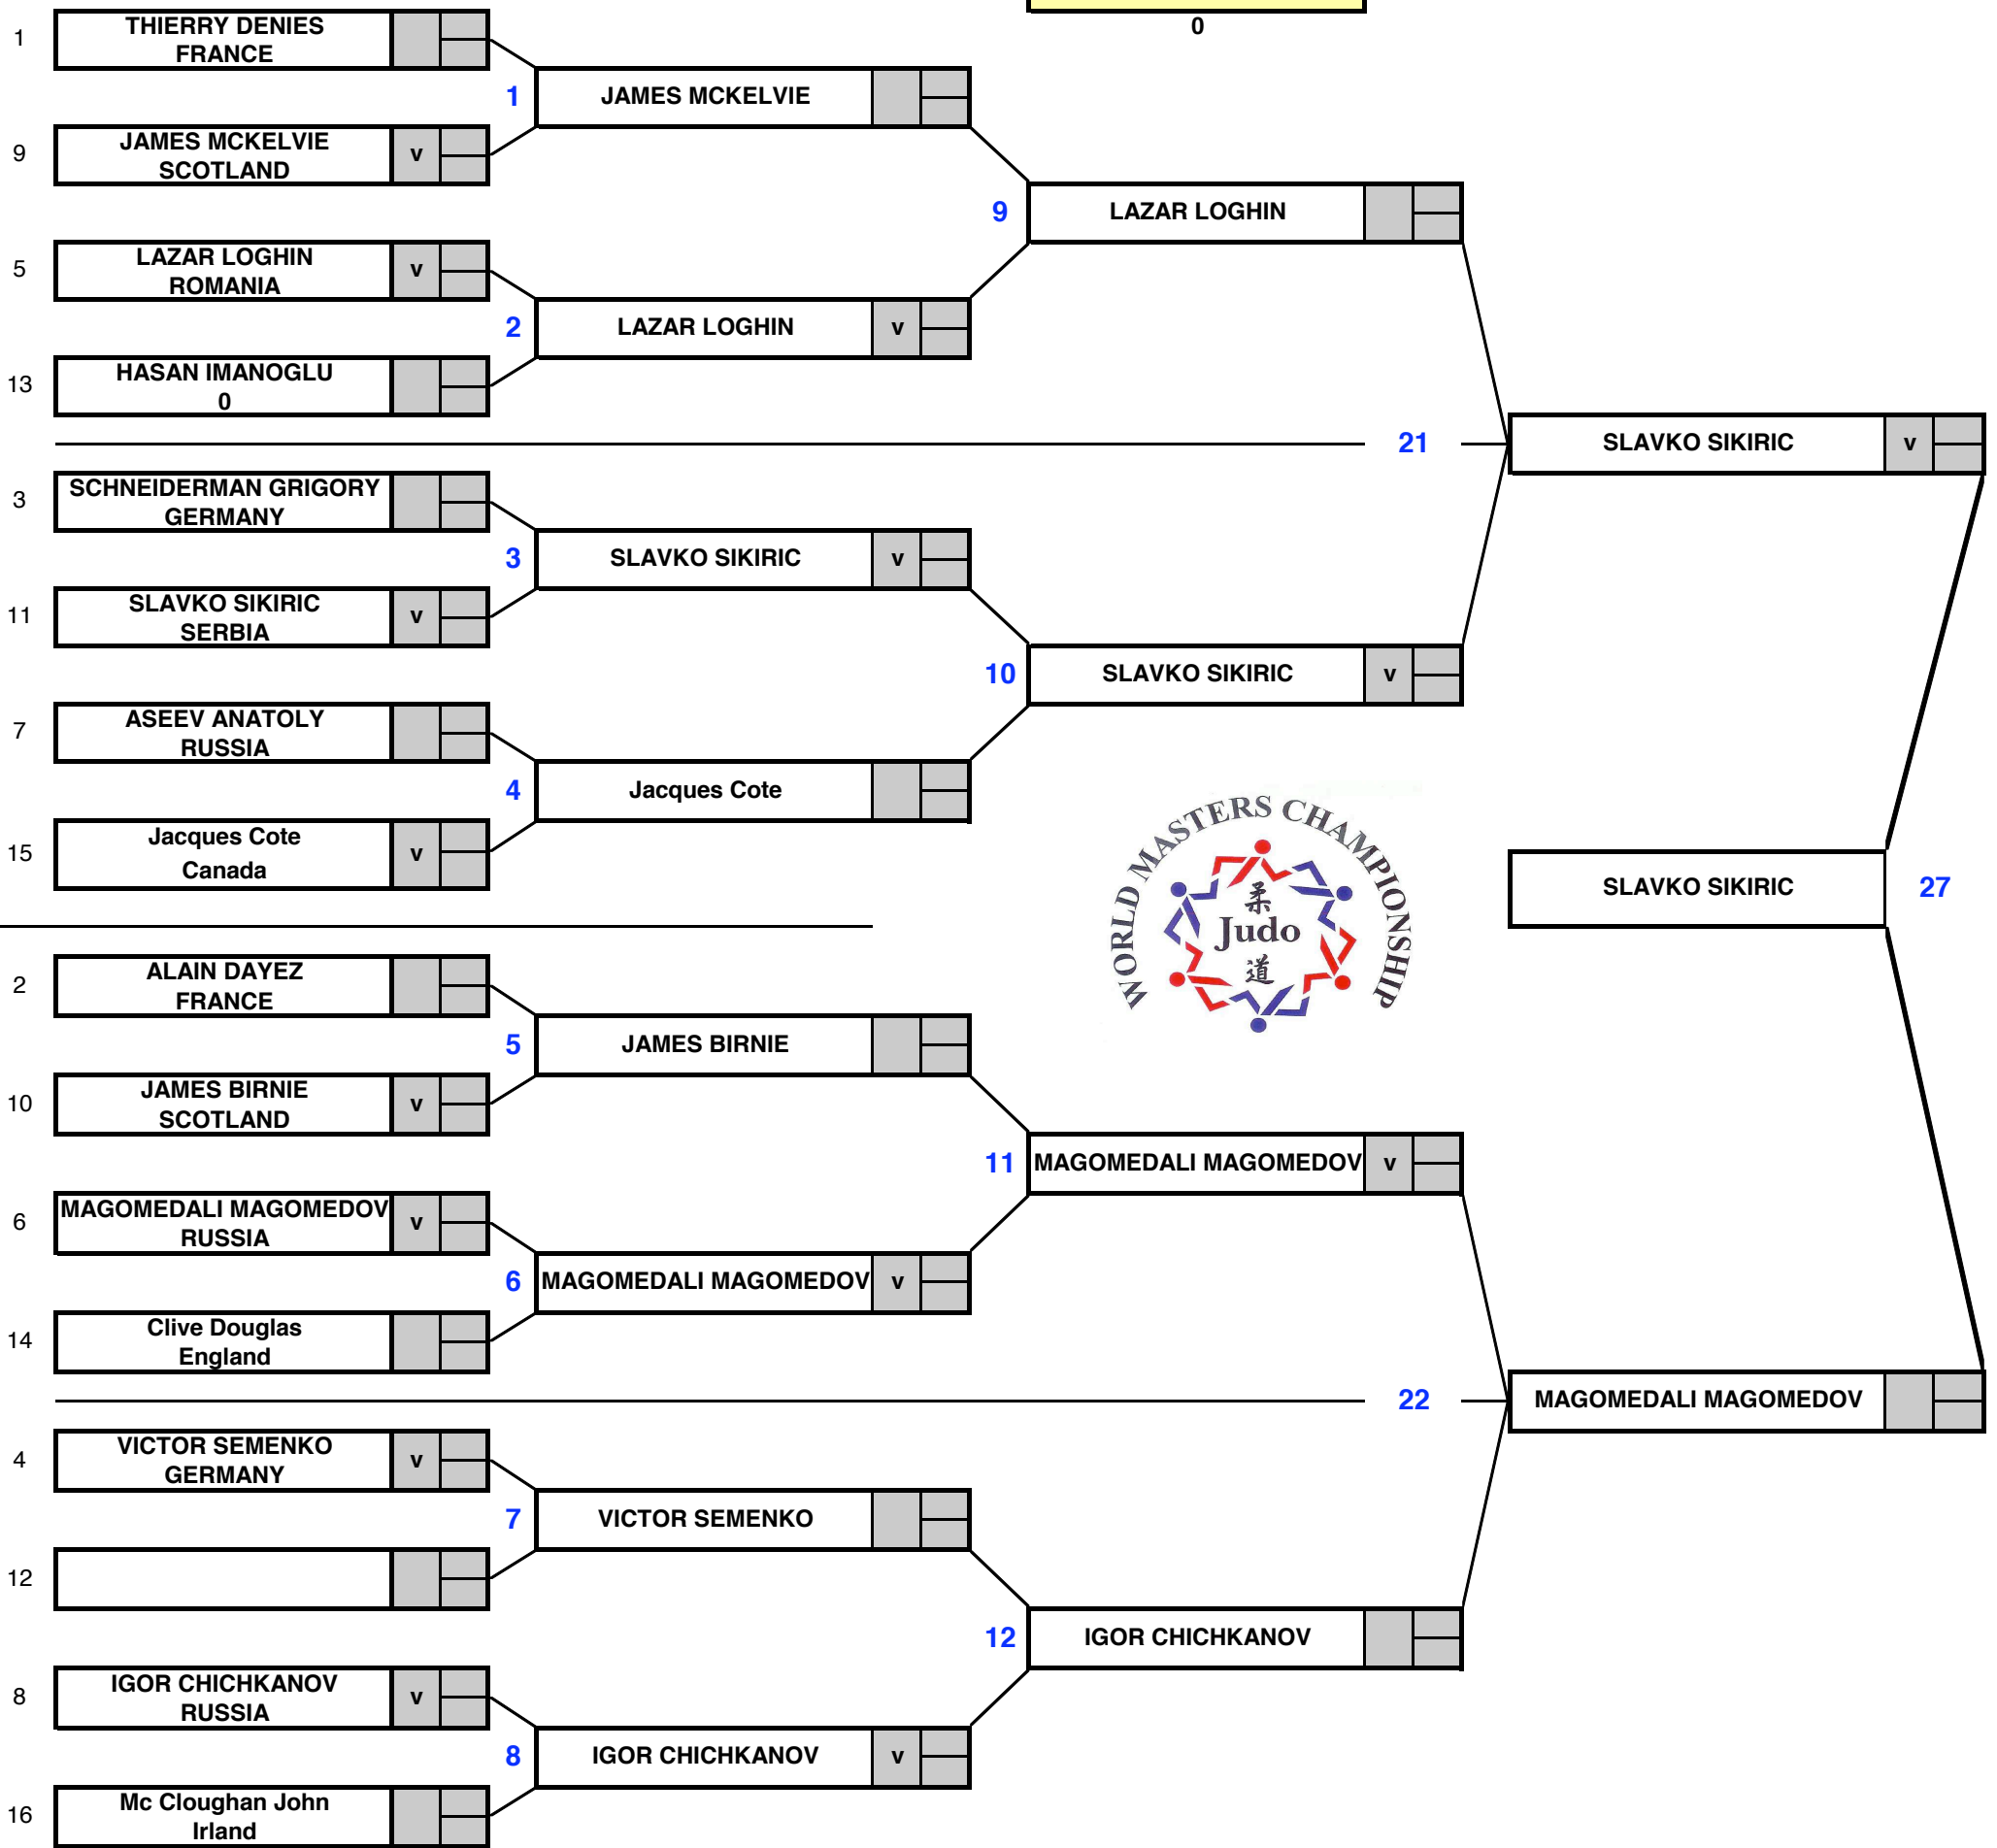 0
1
THIERRY DENIES
FRANCE
1
JAMES MCKELVIE
9
JAMES MCKELVIE
SCOTLAND
v
9
LAZAR LOGHIN
5
LAZAR LOGHIN
ROMANIA
v
2
LAZAR LOGHIN
v
13
HASAN IMANOGLU
0
21
SLAVKO SIKIRIC
v
3
SCHNEIDERMAN GRIGORY
GERMANY
3
SLAVKO SIKIRIC
v
11
SLAVKO SIKIRIC
SERBIA
v
10
SLAVKO SIKIRIC
v
7
ASEEV ANATOLY
RUSSIA
4
Jacques Cote
15
Jacques Cote
Canada
v
WORLD MASTERS CHAMPIONSHIP
柔
Judo
道
SLAVKO SIKIRIC
27
2
ALAIN DAYEZ
FRANCE
5
JAMES BIRNIE
10
JAMES BIRNIE
SCOTLAND
v
11
MAGOMEDALI MAGOMEDOV
v
6
MAGOMEDALI MAGOMEDOV
RUSSIA
v
6
MAGOMEDALI MAGOMEDOV
v
14
Clive Douglas
England
22
MAGOMEDALI MAGOMEDOV
4
VICTOR SEMENKO
GERMANY
v
7
VICTOR SEMENKO
12
12
IGOR CHICHKANOV
8
IGOR CHICHKANOV
RUSSIA
v
8
IGOR CHICHKANOV
v
16
Mc Cloughan John
Irland